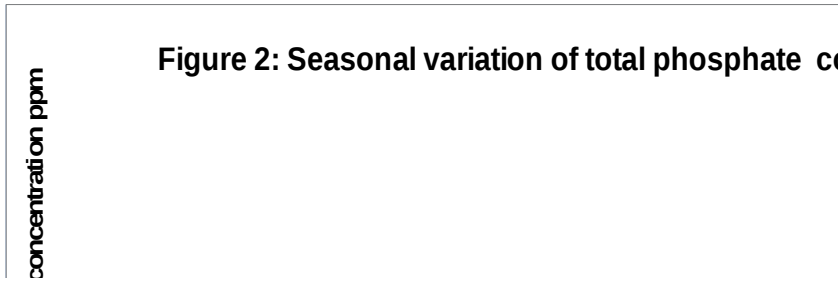 Figure 2: Seasonal variation of total phosphate
concentration ppm